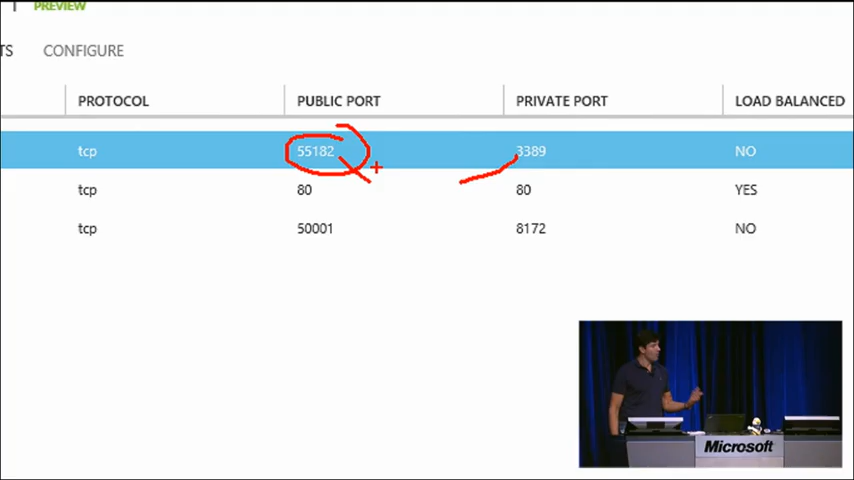 PREVIEW
TS CONFIGURE
PROTOCOL PUBLIC PORT PRIVATE PORT LOAD BALANCED
tcp 55182 3389 NO
tcp 80 80 YES
tcp 50001 8172 NO
Microsoft